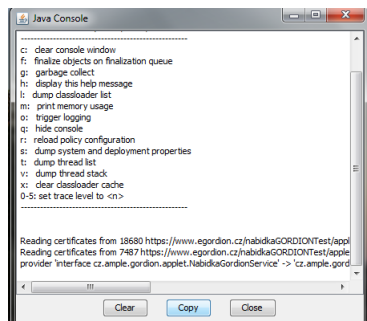 Java Console
----------------------------------------------------
c: clear console window
f: finalize objects on finalization queue
g: garbage collect
h: display this help message
l: dump classloader list
m: print memory usage
o: trigger logging
q: hide console
r: reload policy configuration
s: dump system and deployment properties
t: dump thread list
v: dump thread stack
x: clear classloader cache
0-5: set trace level to <n>
----------------------------------------------------
Reading certificates from 18680 https://www.egordion.cz/nabidkaGORDIONTest/appl
Reading certificates from 7487 https://www.egordion.cz/nabidkaGORDIONTest/apple
provider 'interface cz.ample.gordion.applet.NabidkaGordionService' -> 'cz.ample.gord
Clear Copy Close